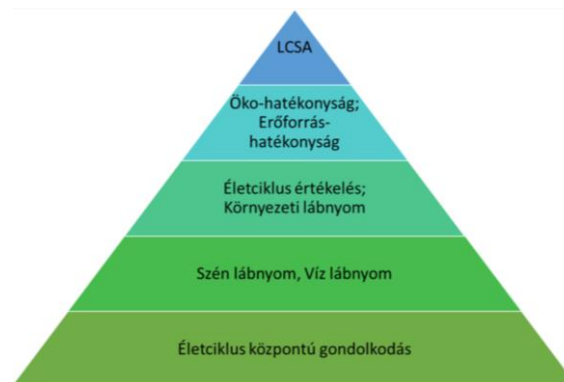 LCSA
Öko-hatékonyság;
Erőforrás-
hatékonyság
Életciklus értékelés;
Környezeti lábnyom
Szén lábnyom, Víz lábnyom
Életciklus központú gondolkodás